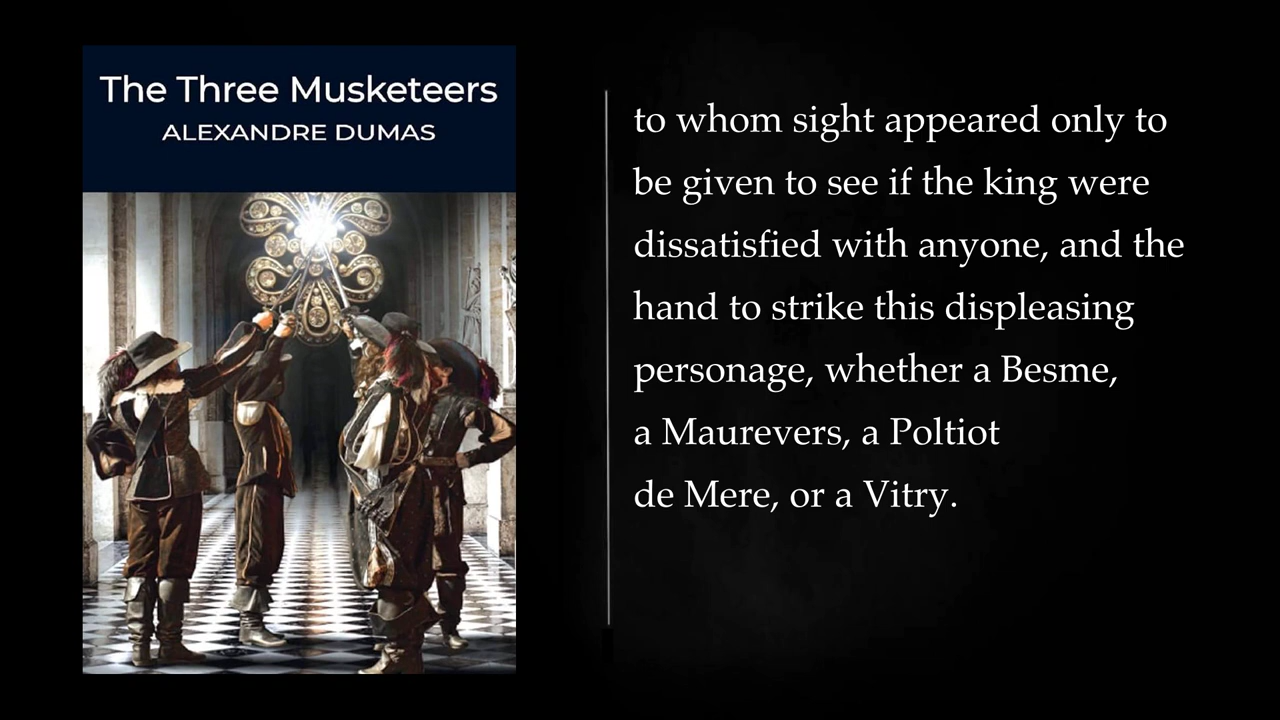 The Three Musketeers
ALEXANDRE DUMAS
to whom sight appeared only to
be given to see if the king were
dissatisfied with anyone, and the
hand to strike this displeasing
personage, whether a Besme,
a Maurevers, a Poltiot
de Mere, or a Vitry.